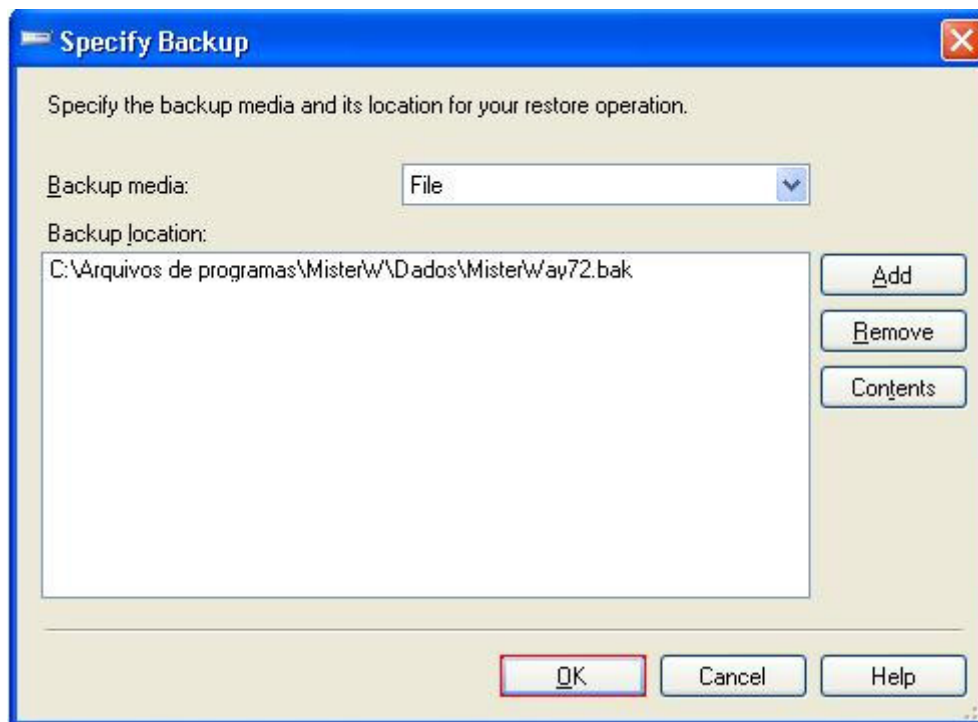 Specify Backup
Specify the backup media and its location for your restore operation.
Backup media:
File
Backup location:
C:\Arquivos de programas\MisterW\Dados\MisterWay72.bak
Add
Remove
Contents
OK
Cancel
Help